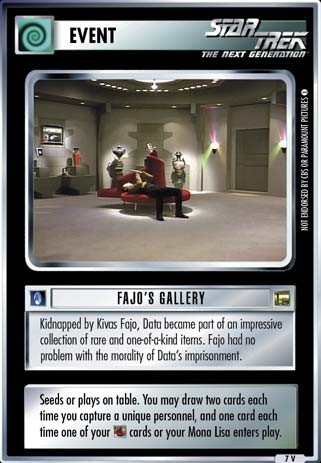 EVENT
STAR TREK
THE NEXT GENERATION
NOT ENDORSED BY CBS OR PARAMOUNT PICTURES
FAJO'S GALLERY
Kidnapped by Kivas Fajo, Data became part of an impressive
collection of rare and one-of-a-kind items. Fajo had no
problem with the morality of Data's imprisonment.
Seeds or plays on table. You may draw two cards each
time you capture a unique personnel, and one card each
time one of your cards or your Mona Lisa enters play.
7 V